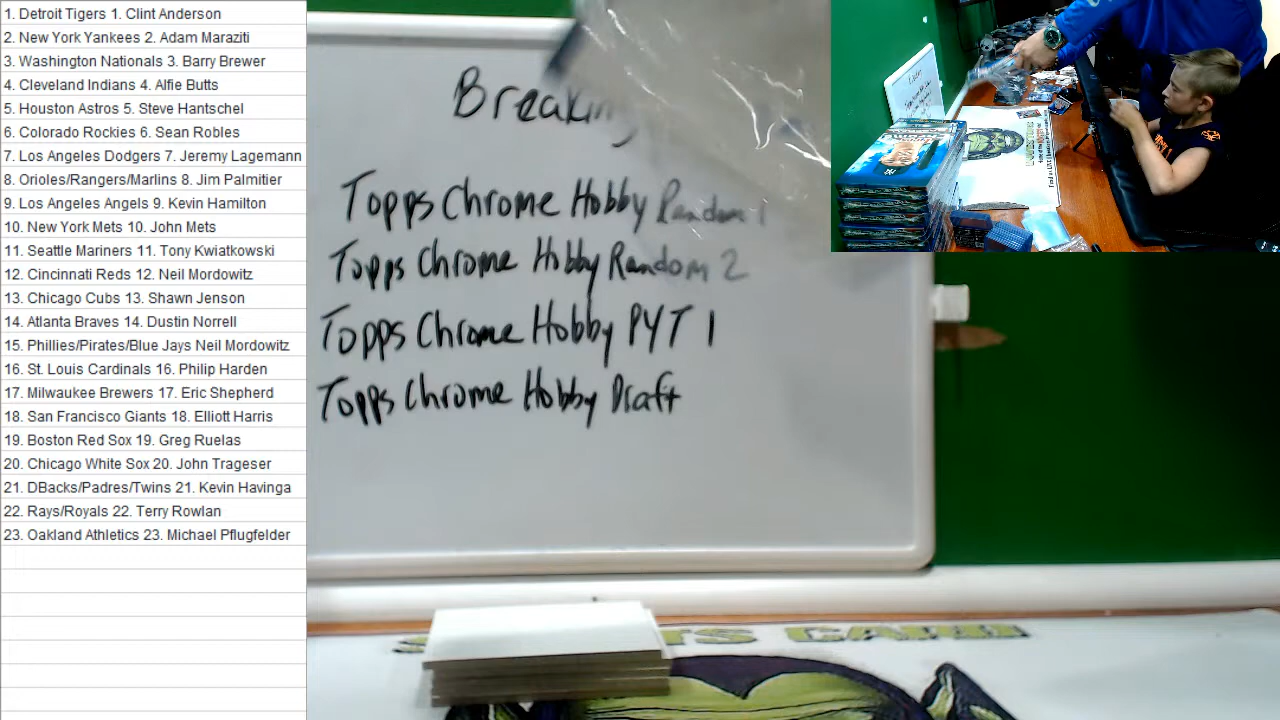 1. Detroit Tigers 1. Clint Anderson
2. New York Yankees 2. Adam Maraziti
3. Washington Nationals 3. Barry Brewer
4. Cleveland Indians 4. Alfie Butts
5. Houston Astros 5. Steve Hantschel
6. Colorado Rockies 6. Sean Robles
7. Los Angeles Dodgers 7. Jeremy Lagemann
8. Orioles/Rangers/Marlins 8. Jim Palmitier
9. Los Angeles Angels 9. Kevin Hamilton
10. New York Mets 10. John Mets
11. Seattle Mariners 11. Tony Kwiatkowski
12. Cincinnati Reds 12. Neil Mordowitz
13. Chicago Cubs 13. Shawn Jenson
14. Atlanta Braves 14. Dustin Norrell
15. Phillies/Pirates/Blue Jays Neil Mordowitz
16. St. Louis Cardinals 16. Philip Harden
17. Milwaukee Brewers 17. Eric Shepherd
18. San Francisco Giants 18. Elliott Harris
19. Boston Red Sox 19. Greg Ruelas
20. Chicago White Sox 20. John Trageser
21. DBacks/Padres/Twins 21. Kevin Havinga
22. Rays/Royals 22. Terry Rowlan
23. Oakland Athletics 23. Michael Pflugfelder
Breaking
Topps Chrome Hobby Random 1
Topps Chrome Hobby Random 2
Topps Chrome Hobby PYT 1
Topps Chrome Hobby Draft
CARD